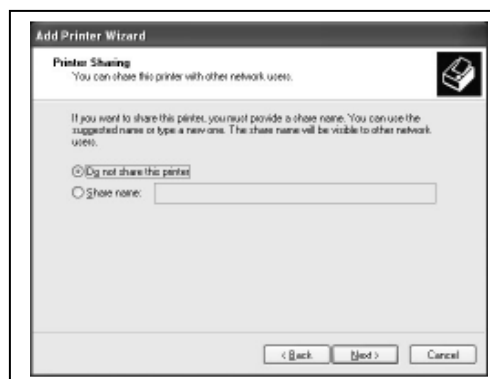 Add Printer Wizard
Printer Sharing
You can share this printer with other network users.
If you want to share this printer, you must provide a share name. You can use the
suggested name or type a new one. The share name will be visible to other network
users.
Do not share this printer
Share name:
< Back
Next >
Cancel